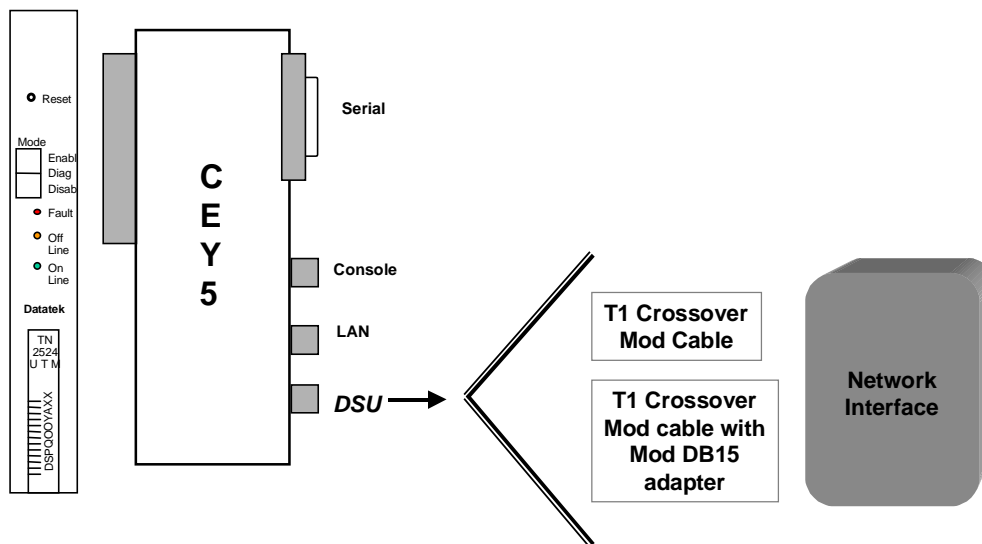 Reset
Mode
Enabl
Diag
Disab
Fault
Off
Line
On
Line
Datatek
TN
2524
U T M
DSPQOOYAXX
C
E
Y
5
Serial
Console
LAN
DSU
T1 Crossover
Mod Cable
T1 Crossover
Mod cable with
Mod DB15
adapter
Network
Interface